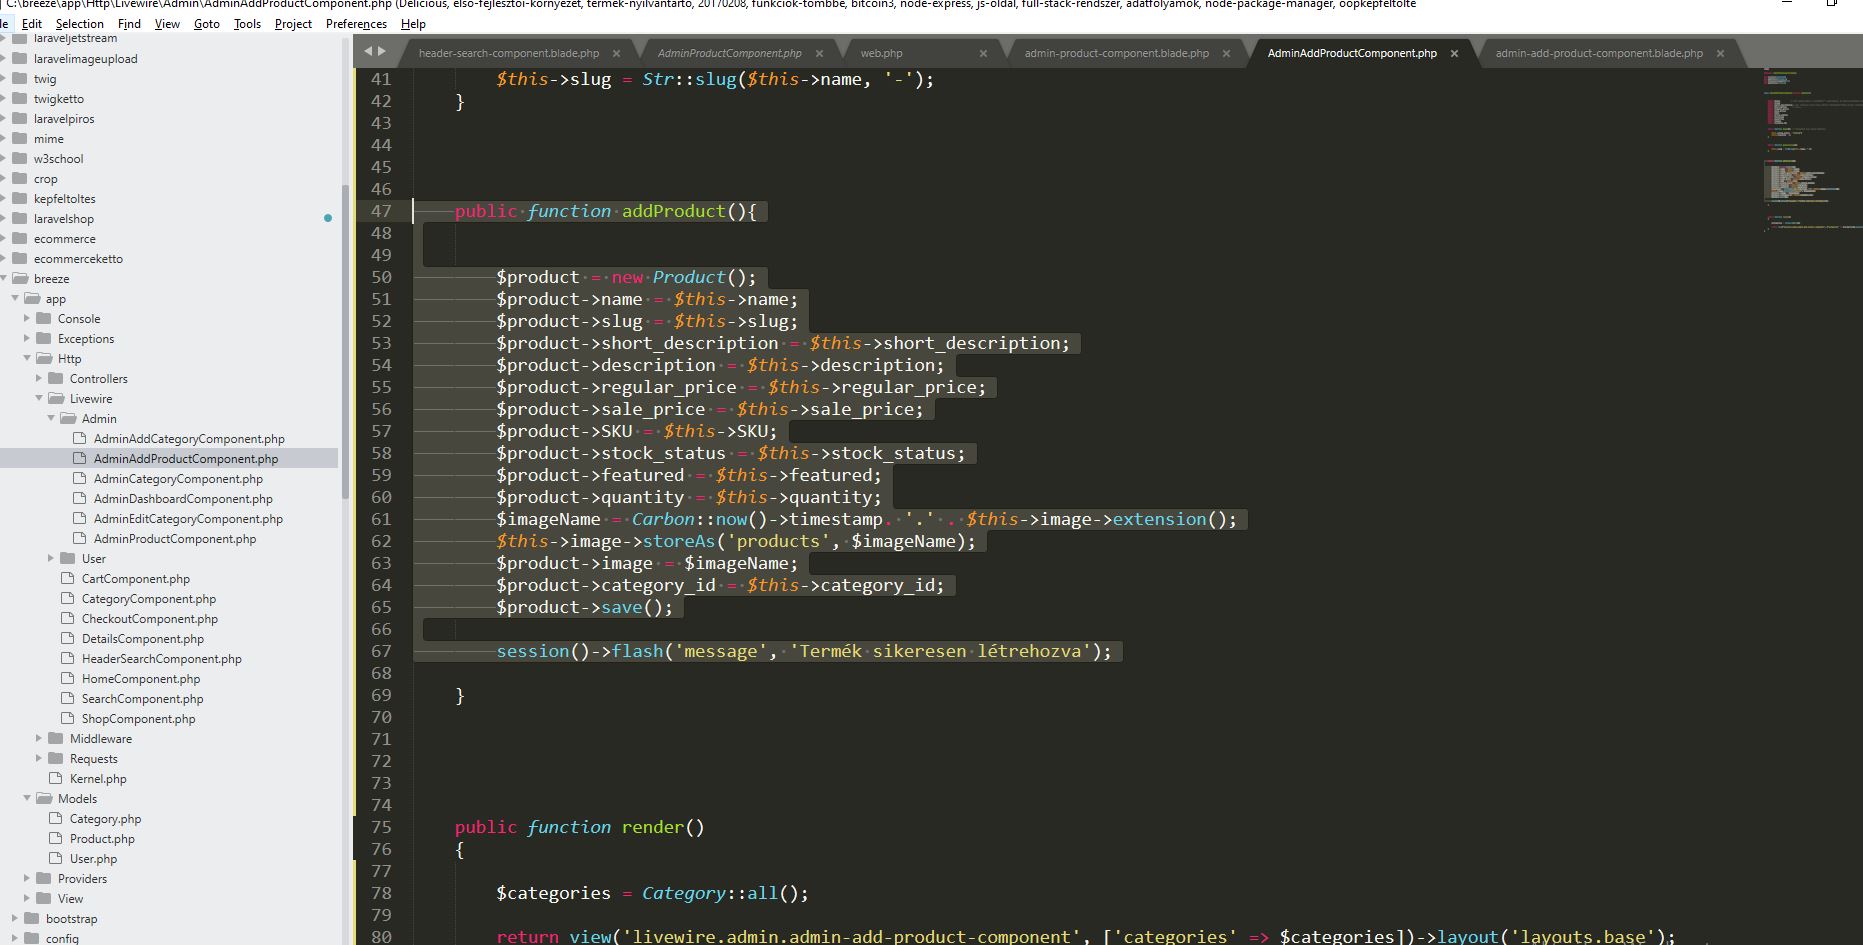 C:\breeze\app\Http\Livewire\Admin\AdminAddProductComponent.php (Delicious, elso-fejlesztoi-kornyezet, termek-nyilvantarto, 20170208, funkciok-tombbe, bitcoin3, node-express, js-oldal, full-stack-rendszer, adatfolyamok, node-package-manager, oopkepfeltolte
Edit Selection Find View Goto Tools Project Preferences Help
laraveljetstream
laravelimageupload
twig
twigketto
laravelpiros
mime
w3school
crop
kepfeltoltes
laravelshop
ecommerce
ecommerceketto
breeze
app
Console
Exceptions
Http
Controllers
Livewire
Admin
AdminAddCategoryComponent.php
AdminAddProductComponent.php
AdminCategoryComponent.php
AdminDashboardComponent.php
AdminEditCategoryComponent.php
AdminProductComponent.php
User
CartComponent.php
CategoryComponent.php
CheckoutComponent.php
DetailsComponent.php
HeaderSearchComponent.php
HomeComponent.php
SearchComponent.php
ShopComponent.php
Middleware
Requests
Kernel.php
Models
Category.php
Product.php
User.php
Providers
View
bootstrap
config
header-search-component.blade.php × AdminProductComponent.php × web.php × admin-product-component.blade.php × AdminAddProductComponent.php × admin-add-product-component.blade.php ×
41 $this->slug = Str::slug($this->name, '-');
42 }
43
44
45
46
47 public function addProduct(){
48
49
50 $product = new Product();
51 $product->name = $this->name;
52 $product->slug = $this->slug;
53 $product->short_description = $this->short_description;
54 $product->description = $this->description;
55 $product->regular_price = $this->regular_price;
56 $product->sale_price = $this->sale_price;
57 $product->SKU = $this->SKU;
58 $product->stock_status = $this->stock_status;
59 $product->featured = $this->featured;
60 $product->quantity = $this->quantity;
61 $imageName = Carbon::now()->timestamp. '.' . $this->image->extension();
62 $this->image->storeAs('products', $imageName);
63 $product->image = $imageName;
64 $product->category_id = $this->category_id;
65 $product->save();
66
67 session()->flash('message', 'Termék sikeresen létrehozva');
68
69 }
70
71
72
73
74
75 public function render()
76 {
77
78 $categories = Category::all();
79
80 return view('livewire.admin.admin-add-product-component', ['categories' => $categories])->layout('layouts.base');